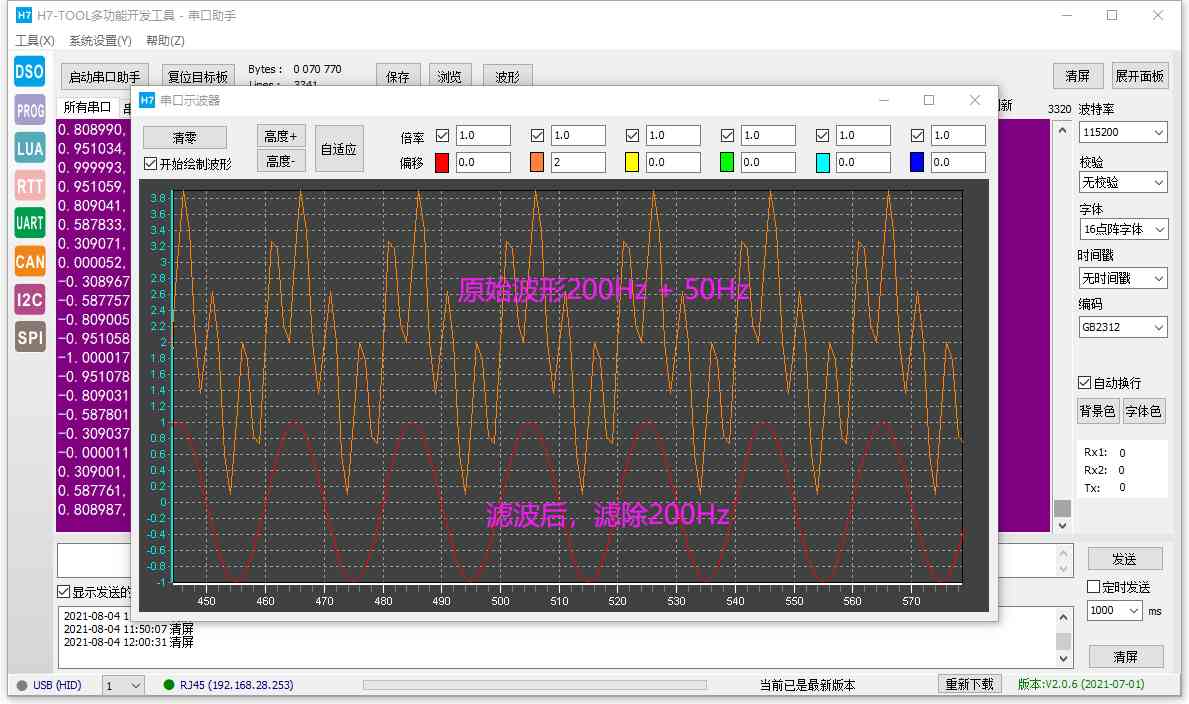 H7 H7-TOOL多功能开发工具 - 串口助手
工具(X) 系统设置(Y) 帮助(Z)
DSO
PROG
LUA
RTT
UART
CAN
I2C
SPI
启动串口助手 复位目标板 Bytes : 0 070 770 保存 浏览 波形 清屏 展开面板
所有串口
新 3320
0.808990,
0.951034,
0.999993,
0.951059,
0.809041,
0.587833,
0.309071,
0.000052,
-0.308967
-0.587757
-0.809005
-0.951058
-1.000017
-0.951078
-0.809031
-0.587801
-0.309037
-0.000011
0.309001,
0.587761,
0.808987,
H7 串口示波器
清零 高度+ 高度- 自适应
开始绘制波形
倍率 1.0 1.0 1.0 1.0 1.0 1.0
偏移 0.0 2 0.0 0.0 0.0 0.0
3.8
3.6
3.4
3.2
3
2.8
2.6
2.4
2.2
2
1.8
1.6
1.4
1.2
1
0.8
0.6
0.4
0.2
0
-0.2
-0.4
-0.6
-0.8
-1
原始波形200Hz + 50Hz
滤波后，滤除200Hz
450 460 470 480 490 500 510 520 530 540 550 560 570
波特率
115200
校验
无校验
字体
16点阵字体
时间戳
无时间戳
编码
GB2312
自动换行
背景色 字体色
Rx1: 0
Rx2: 0
Tx: 0
发送
定时发送
1000 ms
清屏
显示发送的
2021-08-04 1
2021-08-04 11:50:07 清屏
2021-08-04 12:00:31 清屏
USB (HID) 1 RJ45 (192.168.28.253) 当前已是最新版本 重新下载 版本:V2.0.6 (2021-07-01)